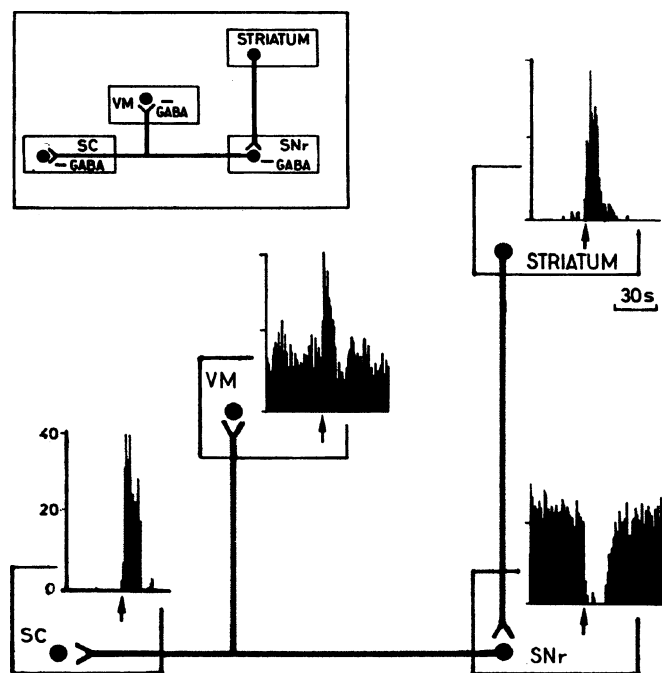 STRIATUM
VM
– GABA
SC
– GABA
SNr
– GABA
STRIATUM
30s
VM
40
20
0
SC
SNr